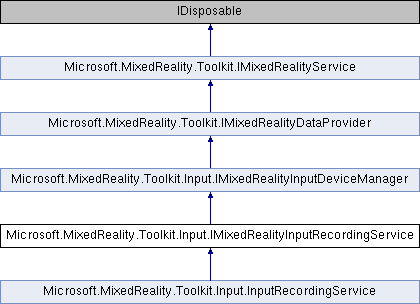 IDisposable
Microsoft.MixedReality.Toolkit.IMixedRealityService
Microsoft.MixedReality.Toolkit.IMixedRealityDataProvider
Microsoft.MixedReality.Toolkit.Input.IMixedRealityInputDeviceManager
Microsoft.MixedReality.Toolkit.Input.IMixedRealityInputRecordingService
Microsoft.MixedReality.Toolkit.Input.InputRecordingService